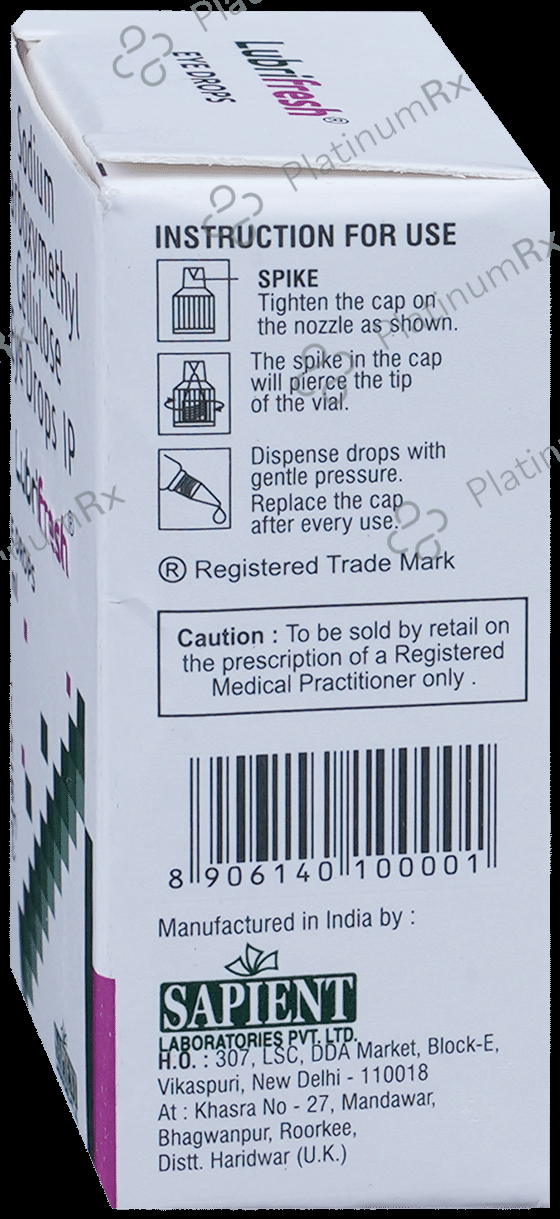 Lubrifresh®
EYE DROPS
Sodium
Cellulose
Eye Drops IP
Lubrifresh®
INSTRUCTION FOR USE
SPIKE
Tighten the cap on
the nozzle as shown.
The spike in the cap
will pierce the tip
of the vial.
Dispense drops with
gentle pressure.
Replace the cap
after every use.
® Registered Trade Mark
Caution : To be sold by retail on
the prescription of a Registered
Medical Practitioner only .
8 906140 100001
Manufactured in India by :
SAPIENT
LABORATORIES PVT. LTD.
H.O. : 307, LSC, DDA Market, Block-E,
Vikaspuri, New Delhi - 110018
At : Khasra No - 27, Mandawar,
Bhagwanpur, Roorkee,
Distt. Haridwar (U.K.)
PlatinumRx
PlatinumRx
PlatinumRx